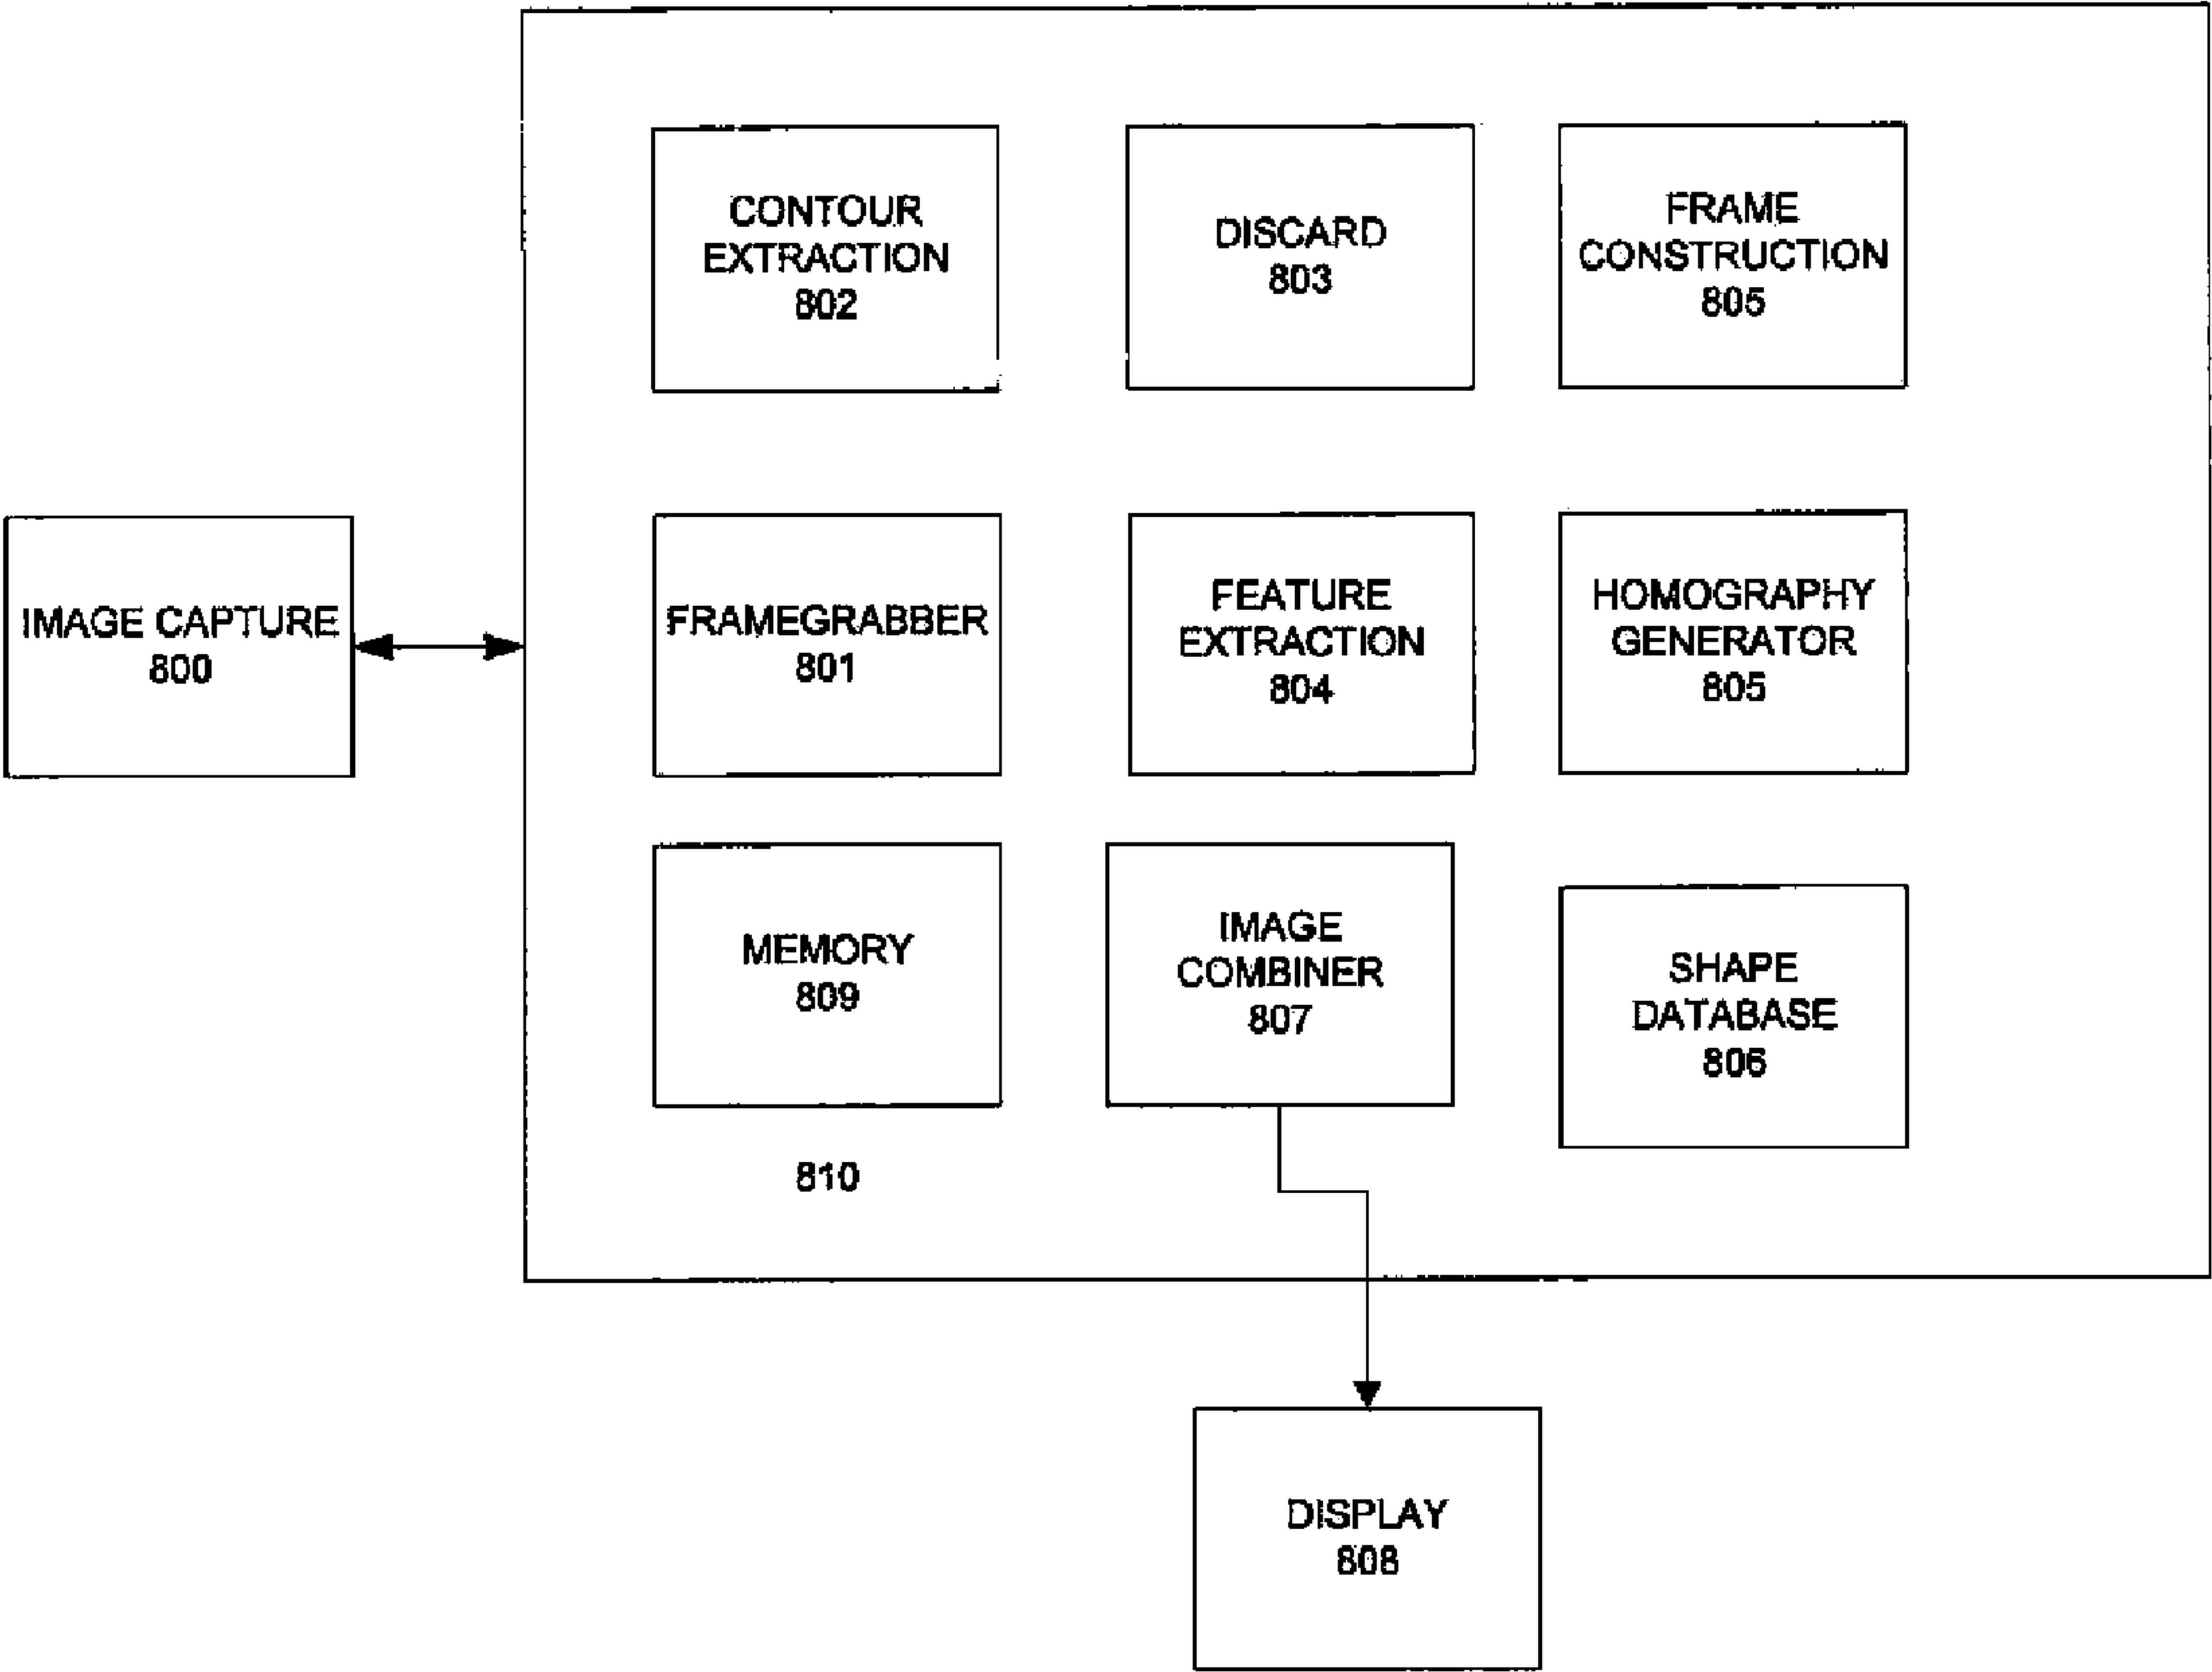 CONTOUR
EXTRACTION
802
DISCARD
803
FRAME
CONSTRUCTION
805
IMAGE CAPTURE
800
FRAMEGRABBER
801
FEATURE
EXTRACTION
804
HOMOGRAPHY
GENERATOR
805
MEMORY
809
IMAGE
COMBINER
807
SHAPE
DATABASE
806
810
DISPLAY
808